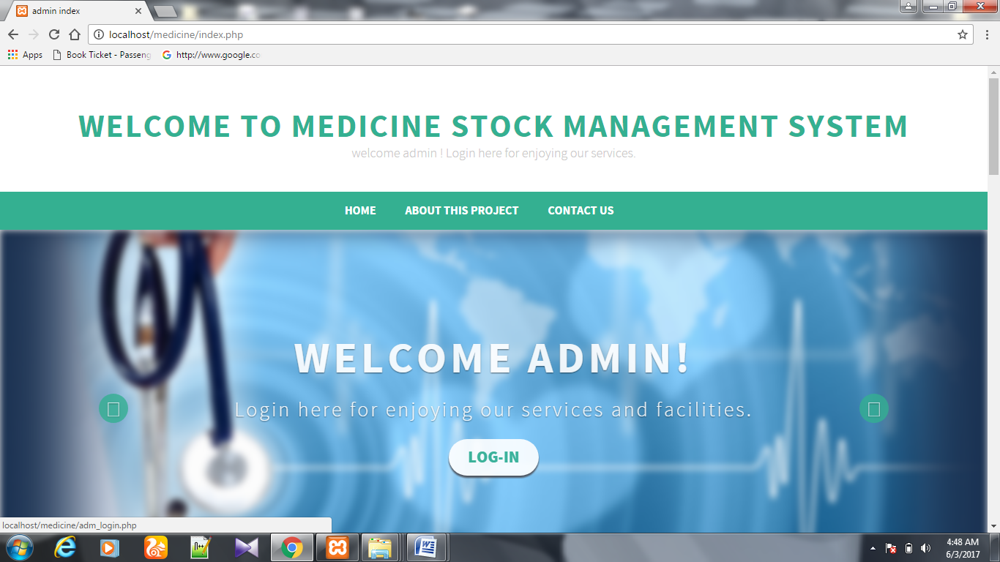 admin index
localhost/medicine/index.php
Apps
Book Ticket - Passeng
http://www.google.co
WELCOME TO MEDICINE STOCK MANAGEMENT SYSTEM
welcome admin ! Login here for enjoying our services.
HOME ABOUT THIS PROJECT CONTACT US
WELCOME ADMIN!
Login here for enjoying our services and facilities.
LOG-IN
localhost/medicine/adm_login.php
4:48 AM
6/3/2017